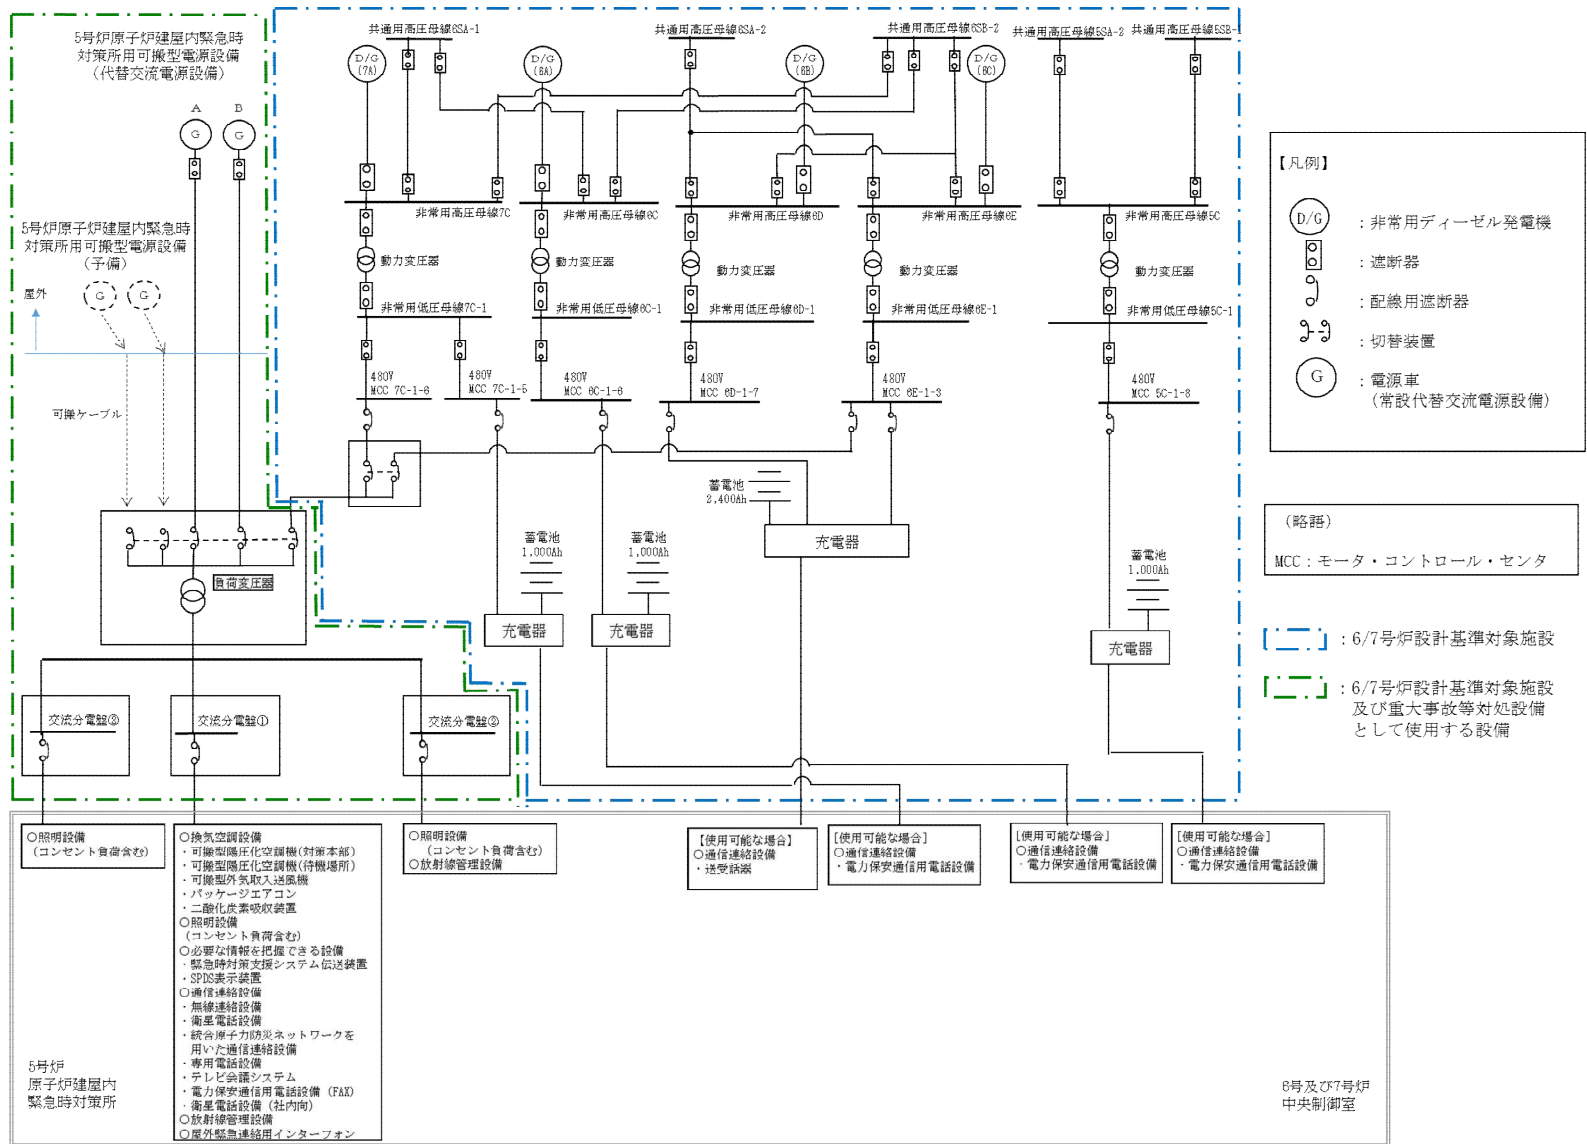 5号炉原子炉建屋内緊急時
対策所用可搬型電源設備
（代替交流電源設備）
A
B
G
G
5号炉原子炉建屋内緊急時
対策所用可搬型電源設備
（予備）
屋外
G
G
可搬ケーブル
負荷変圧器
交流分電盤③
交流分電盤①
交流分電盤②
共通用高圧母線6SA-1
共通用高圧母線6SA-2
共通用高圧母線6SB-2
共通用高圧母線5SA-2
共通用高圧母線5SB-1
D/G
(7A)
D/G
(6A)
D/G
(6B)
D/G
(6C)
非常用高圧母線7C
非常用高圧母線6C
非常用高圧母線6D
非常用高圧母線6E
非常用高圧母線5C
動力変圧器
動力変圧器
動力変圧器
動力変圧器
動力変圧器
非常用低圧母線7C-1
非常用低圧母線6C-1
非常用低圧母線6D-1
非常用低圧母線6E-1
非常用低圧母線5C-1
480V
MCC 7C-1-6
480V
MCC 7C-1-5
480V
MCC 6C-1-6
480V
MCC 6D-1-7
480V
MCC 6E-1-3
480V
MCC 5C-1-8
蓄電池
2,400Ah
充電器
蓄電池
1,000Ah
充電器
蓄電池
1,000Ah
充電器
蓄電池
1,000Ah
充電器
【凡例】
D/G
：非常用ディーゼル発電機
：遮断器
：配線用遮断器
：切替装置
G
：電源車
（常設代替交流電源設備）
（略語）
MCC：モータ・コントロール・センタ
：6/7号炉設計基準対象施設
：6/7号炉設計基準対象施設
及び重大事故等対処設備
として使用する設備
○照明設備
（コンセント負荷含む）
○換気空調設備
・可搬型陽圧化空調機(対策本部)
・可搬型陽圧化空調機(待機場所)
・可搬型外気取入送風機
・パッケージエアコン
・二酸化炭素吸収装置
○照明設備
（コンセント負荷含む）
○必要な情報を把握できる設備
・緊急時対策支援システム伝送装置
・SPDS表示装置
○通信連絡設備
・無線連絡設備
・衛星電話設備
・統合原子力防災ネットワークを
用いた通信連絡設備
・専用電話設備
・テレビ会議システム
・電力保安通信用電話設備（FAX）
・衛星電話設備（社内向）
○放射線管理設備
○屋外緊急連絡用インターフォン
○照明設備
（コンセント負荷含む）
○放射線管理設備
【使用可能な場合】
○通信連絡設備
・送受話器
[使用可能な場合]
○通信連絡設備
・電力保安通信用電話設備
[使用可能な場合]
○通信連絡設備
・電力保安通信用電話設備
[使用可能な場合]
○通信連絡設備
・電力保安通信用電話設備
5号炉
原子炉建屋内
緊急時対策所
6号及び7号炉
中央制御室